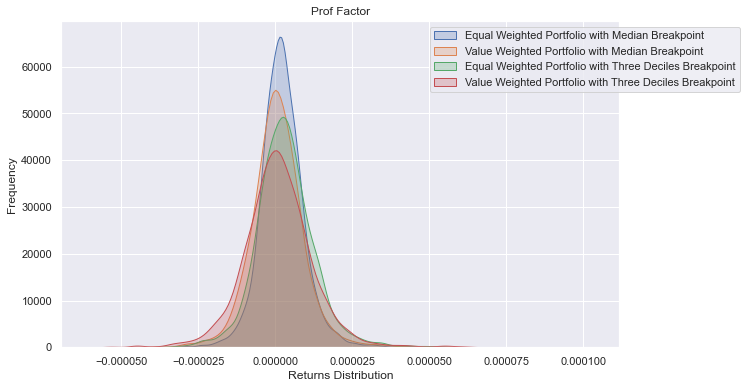 Prof Factor
Equal Weighted Portfolio with Median Breakpoint
Value Weighted Portfolio with Median Breakpoint
Equal Weighted Portfolio with Three Deciles Breakpoint
Value Weighted Portfolio with Three Deciles Breakpoint
Frequency
60000
50000
40000
30000
20000
10000
0
−0.000050 −0.000025 0.000000 0.000025 0.000050 0.000075 0.000100
Returns Distribution